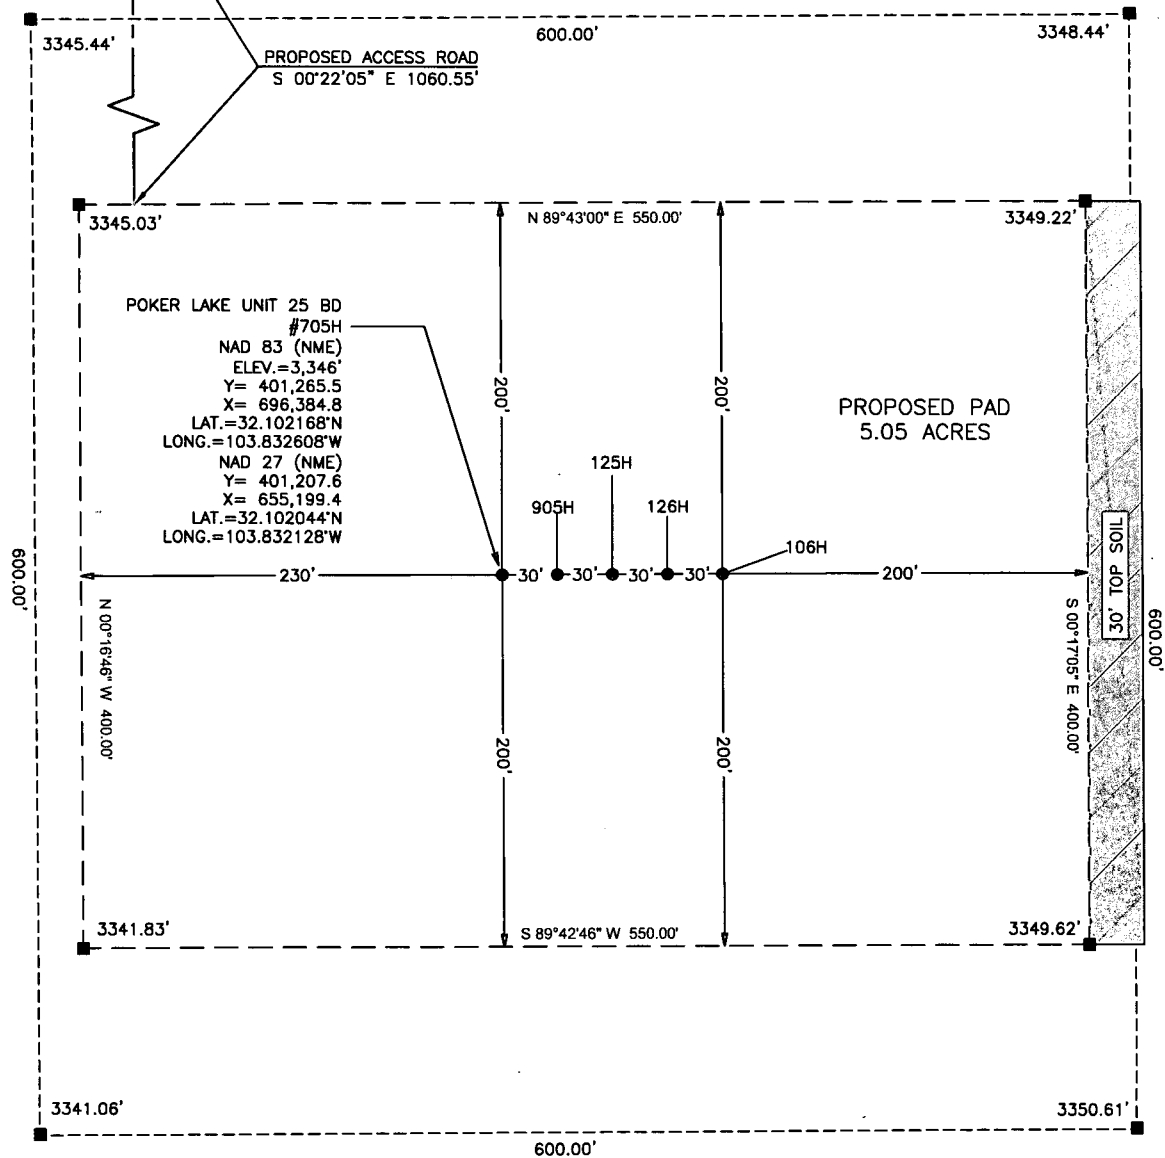 3345.44'
600.00'
3348.44'
PROPOSED ACCESS ROAD
S 00°22'05" E 1060.55'
3345.03'
N 89°43'00" E 550.00'
3349.22'
POKER LAKE UNIT 25 BD
#705H
NAD 83 (NME)
ELEV.=3,346'
Y= 401,265.5
X= 696,384.8
LAT.=32.102168°N
LONG.=103.832608°W
NAD 27 (NME)
Y= 401,207.6
X= 655,199.4
LAT.=32.102044°N
LONG.=103.832128°W
200'
200'
PROPOSED PAD
5.05 ACRES
125H
905H
126H
106H
230'
30'
30'
30'
30'
200'
600.00'
N 00°16'46" W 400.00'
200'
200'
S 00°17'05" E 400.00'
30' TOP SOIL
600.00'
3341.83'
S 89°42'46" W 550.00'
3349.62'
3341.06'
3350.61'
600.00'